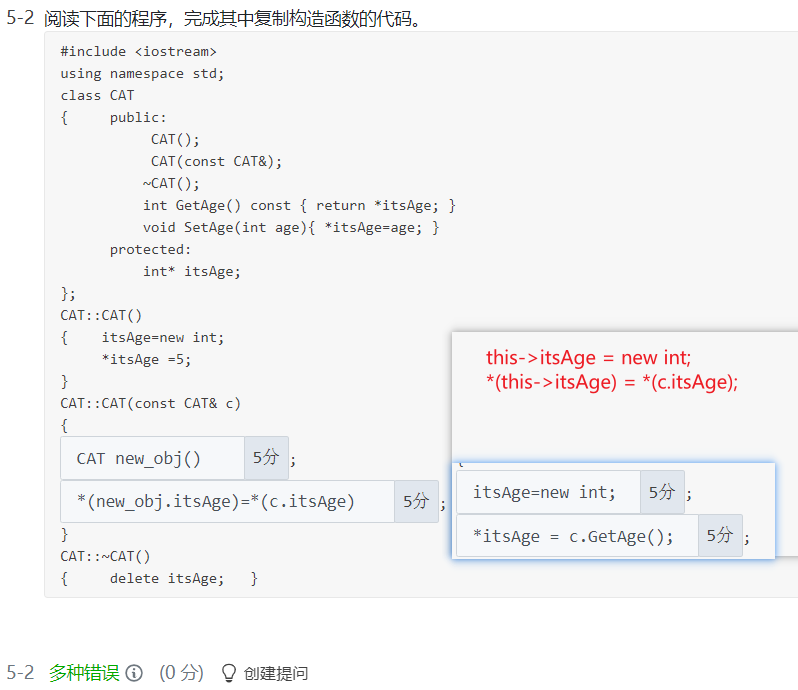 5-2 阅读下面的程序，完成其中复制构造函数的代码。
#include <iostream>
using namespace std;
class CAT
{     public:
           CAT();
           CAT(const CAT&);
          ~CAT();
          int GetAge() const { return *itsAge; }
          void SetAge(int age){ *itsAge=age; }
      protected:
          int* itsAge;
};
CAT::CAT()
{    itsAge=new int;
     *itsAge =5;
}
CAT::CAT(const CAT& c)
{
CAT new_obj() 5分 ;
*(new_obj.itsAge)=*(c.itsAge) 5分 ;
}
CAT::~CAT()
{     delete itsAge;   }
this->itsAge = new int;
*(this->itsAge) = *(c.itsAge);
itsAge=new int; 5分 ;
*itsAge = c.GetAge(); 5分 ;
5-2 多种错误 (0 分) 创建提问